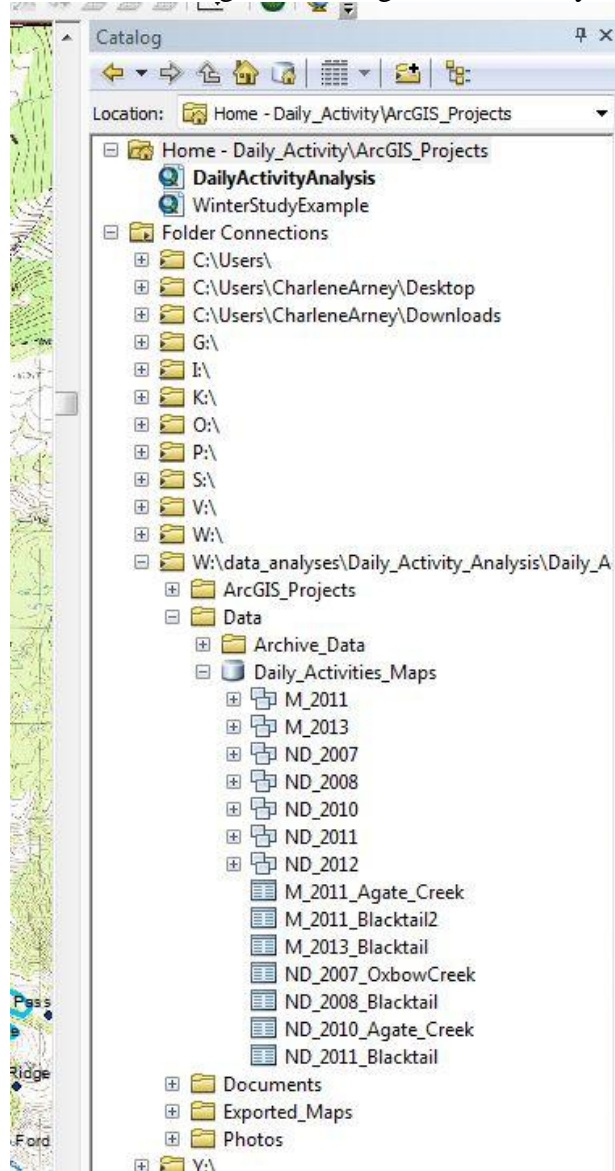 Catalog
Location: Home - Daily_Activity\ArcGIS_Projects
Home - Daily_Activity\ArcGIS_Projects
DailyActivityAnalysis
WinterStudyExample
Folder Connections
C:\Users\
C:\Users\CharleneArney\Desktop
C:\Users\CharleneArney\Downloads
G:\
I:\
K:\
O:\
P:\
S:\
V:\
W:\
W:\data_analyses\Daily_Activity_Analysis\Daily_A
ArcGIS_Projects
Data
Archive_Data
Daily_Activities_Maps
M_2011
M_2013
ND_2007
ND_2008
ND_2010
ND_2011
ND_2012
M_2011_Agate_Creek
M_2011_Blacktail2
M_2013_Blacktail
ND_2007_OxbowCreek
ND_2008_Blacktail
ND_2010_Agate_Creek
ND_2011_Blacktail
Pass
Documents
Ridge
Exported_Maps
Ford
Photos
Y:\